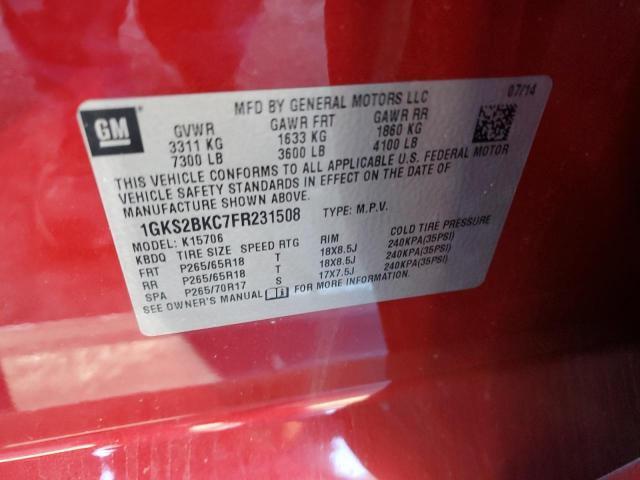 GM
MFD BY GENERAL MOTORS LLC 07/14
GVWR GAWR FRT GAWR RR
3311 KG 1633 KG 1860 KG
7300 LB 3600 LB 4100 LB
THIS VEHICLE CONFORMS TO ALL APPLICABLE U.S. FEDERAL MOTOR
VEHICLE SAFETY STANDARDS IN EFFECT ON THE DATE OF
MANUFACTURE SHOWN ABOVE.
1GKS2BKC7FR231508 TYPE: M.P.V.
MODEL: K15706
KBDQ TIRE SIZE SPEED RTG RIM COLD TIRE PRESSURE
FRT P265/65R18 T 18X8.5J 240KPA(35PSI)
RR P265/65R18 T 18X8.5J 240KPA(35PSI)
SPA P265/70R17 S 17X7.5J 240KPA(35PSI)
SEE OWNER'S MANUAL FOR MORE INFORMATION.